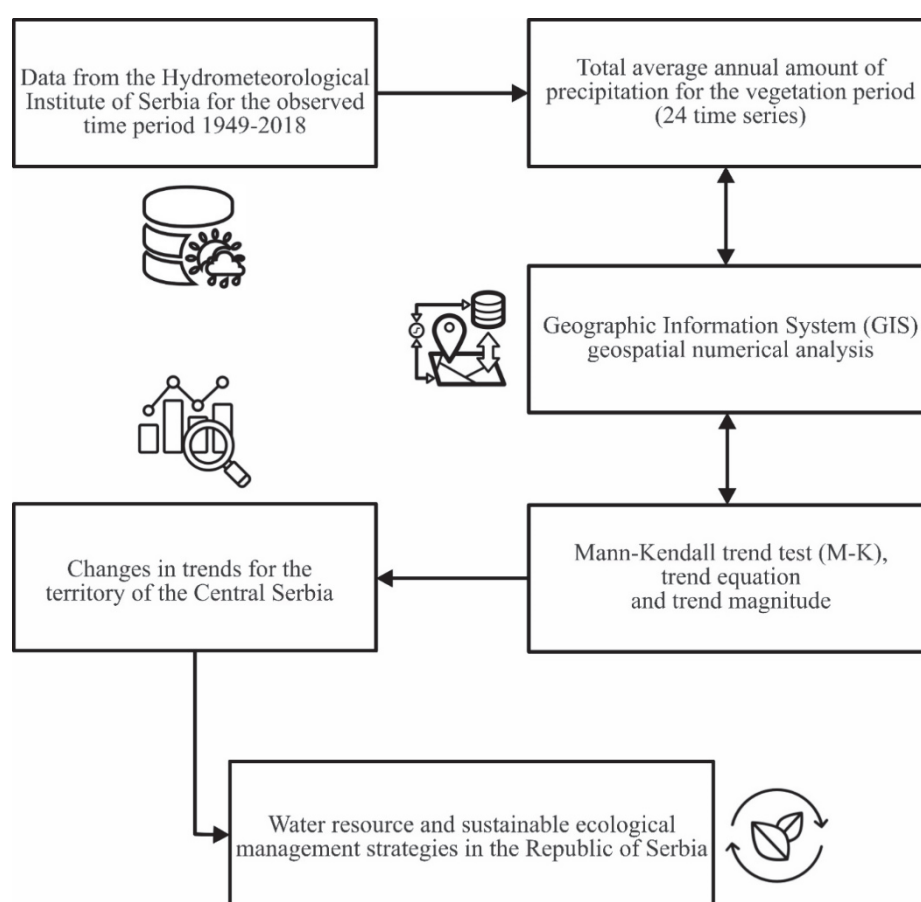 Data from the Hydrometeorological
Institute of Serbia for the observed
time period 1949-2018
Total average annual amount of
precipitation for the vegetation period
(24 time series)
Geographic Information System (GIS)
geospatial numerical analysis
Mann-Kendall trend test (M-K),
trend equation
and trend magnitude
Changes in trends for the
territory of the Central Serbia
Water resource and sustainable ecological
management strategies in the Republic of Serbia